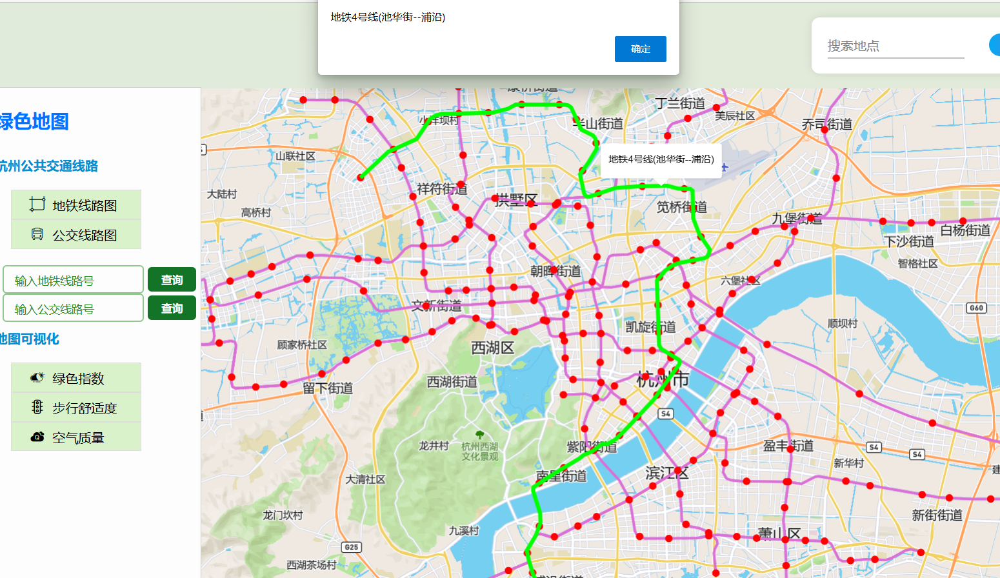 地铁4号线(池华街--浦沿)
确定
搜索地点
绿色地图
杭州公共交通线路
地铁线路图
公交线路图
输入地铁线路号
查询
输入公交线路号
查询
地图可视化
绿色指数
步行舒适度
空气质量
康桥街道
丁兰街道
美辰社区
小洋坝村
半山街道
乔司街道
山联社区
地铁4号线(池华街--浦沿)
大陆村
祥符街道
拱墅区
高桥村
笕桥街道
九堡街道
白杨街道
下沙街道
智格社区
朝晖街道
六堡社区
文新街道
G60
凯旋街道
顺坝村
顾家桥社区
西湖区
杭州市
西湖街道
留下街道
S4
龙井村
杭州西湖
文化景观
紫阳街道
盈丰街道
S4
S4
新华村
建
南星街道
滨江区
大清社区
龙门坎村
新街街道
九溪村
萧山区
G25
西湖茶场村